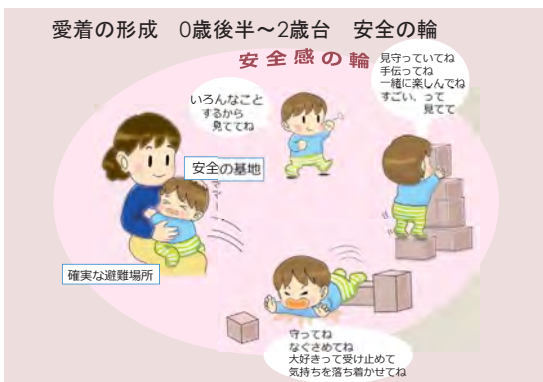 愛着の形成　0歳後半〜2歳台　安全の輪
安全感の輪
見守っていてね
手伝ってね
一緒に楽しんでね
すごい、って
見てて
いろんなこと
するから
見ててね
安全の基地
ママー
確実な避難場所
守ってね
なぐさめてね
大好きって受け止めて
気持ちを落ち着かせてね